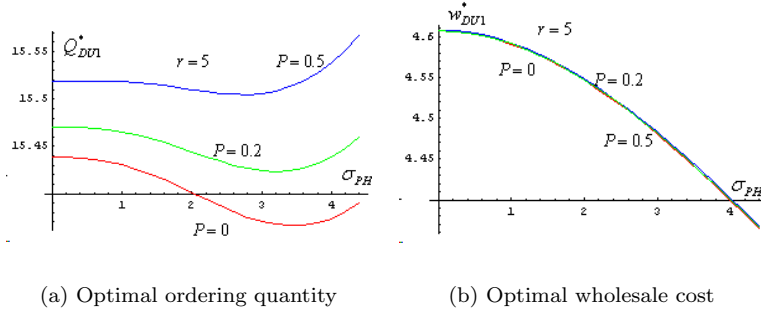 Q*DU1
15.55
r = 5
P = 0.5
15.5
15.45
P = 0.2
σPH
1 2 3 4
P = 0
w*DU1
4.6
r = 5
P = 0
4.55
P = 0.2
4.5
P = 0.5
4.45
σPH
1 2 3 4
(a) Optimal ordering quantity
(b) Optimal wholesale cost